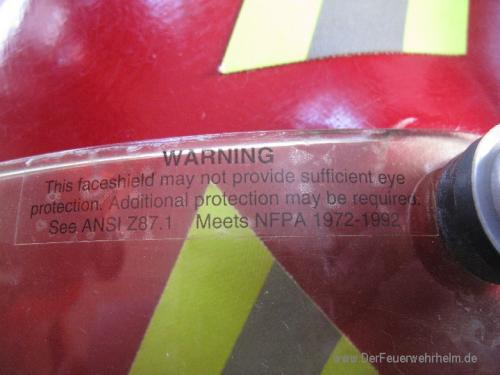 WARNING
This faceshield may not provide sufficient eye
protection. Additional protection may be required.
See ANSI Z87.1 Meets NFPA 1972-1992
www.DerFeuerwehrhelm.de